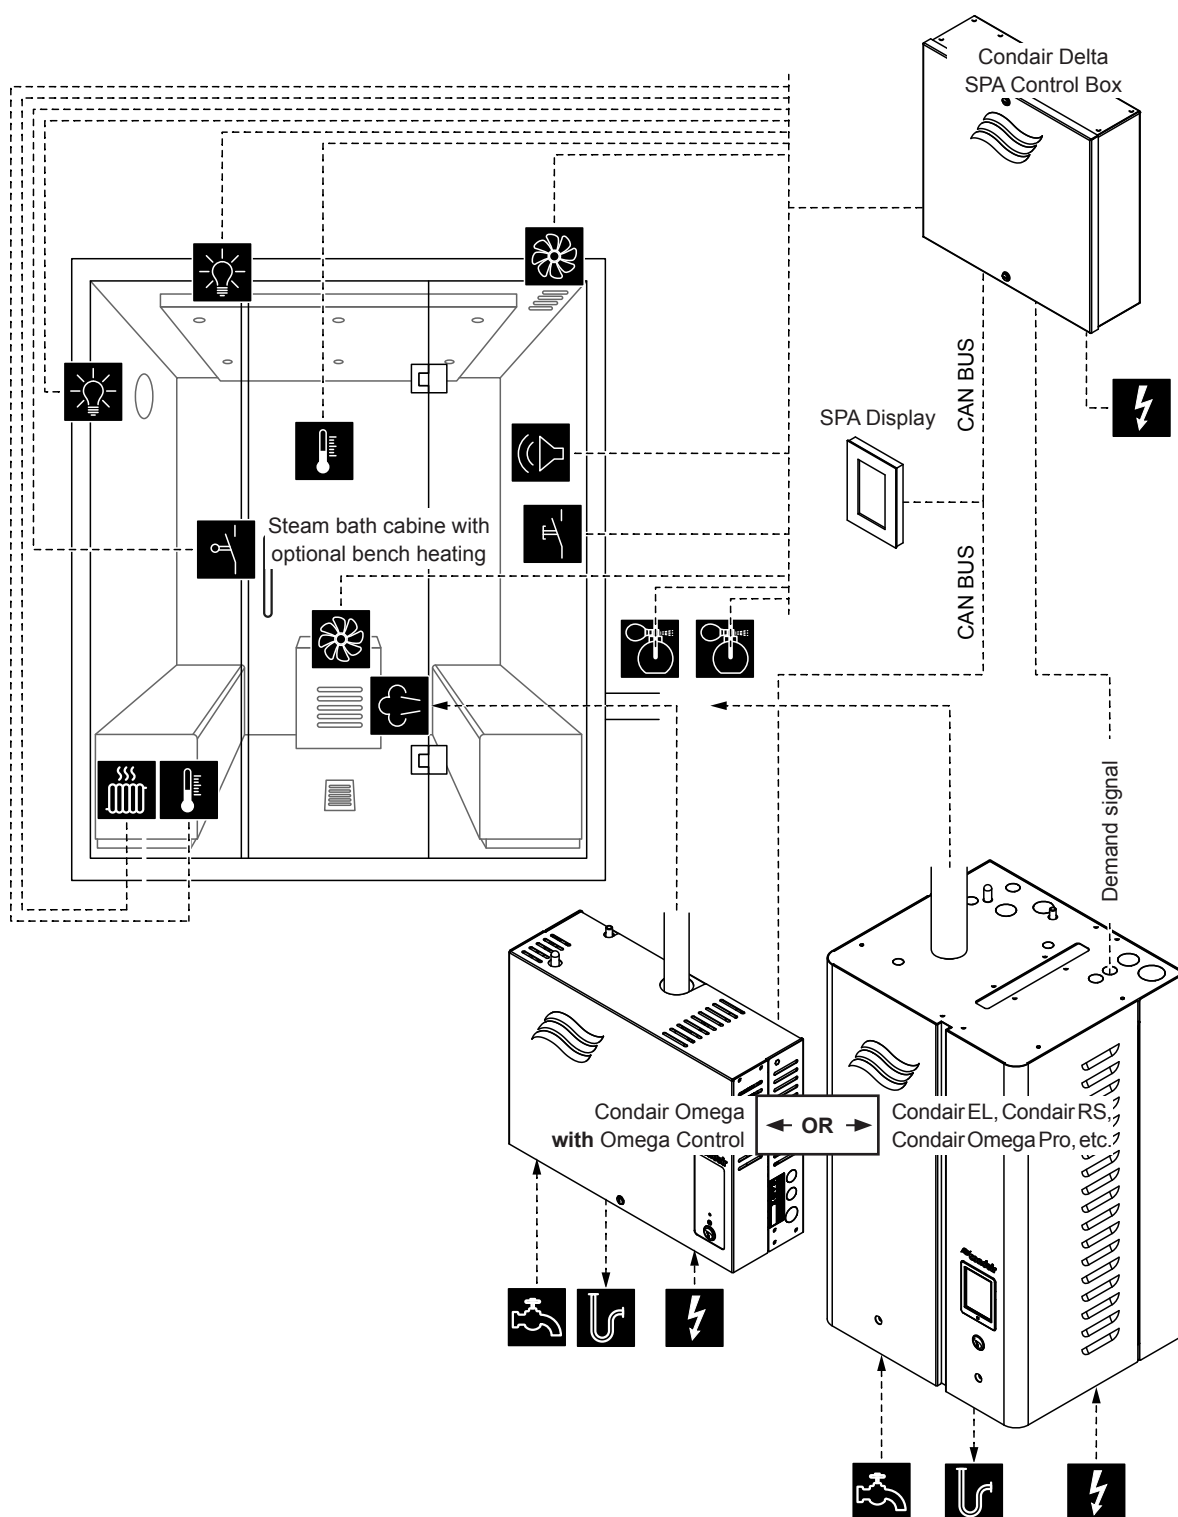 Condair Delta
SPA Control Box
CAN BUS
SPA Display
Steam bath cabine with
optional bench heating
CAN BUS
Demand signal
Condair Omega
with Omega Control
OR
Condair EL, Condair RS,
Condair Omega Pro, etc.